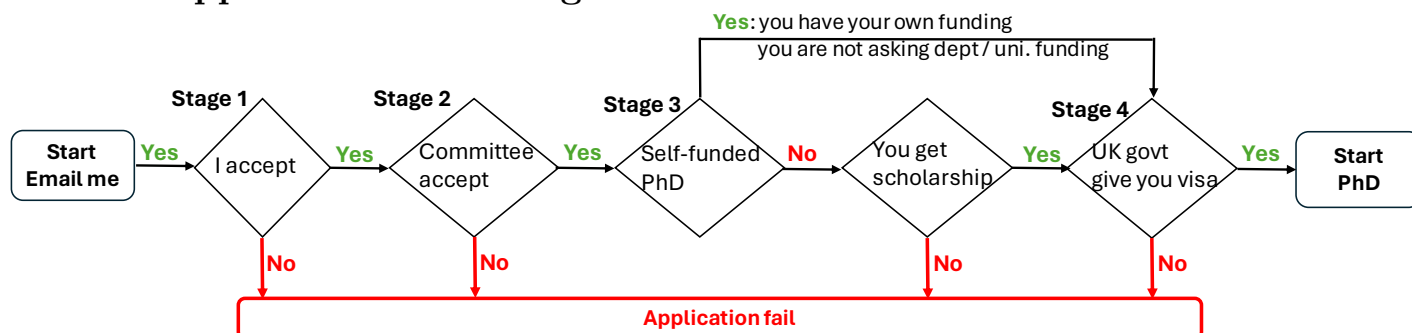 Yes: you have your own funding
you are not asking dept / uni. funding
Stage 1
Stage 2
Stage 3
Stage 4
Start
Email me
Yes
I accept
Yes
Committee
accept
Yes
Self-funded
PhD
No
You get
scholarship
Yes
UK govt
give you visa
Yes
Start
PhD
No
No
No
No
Application fail